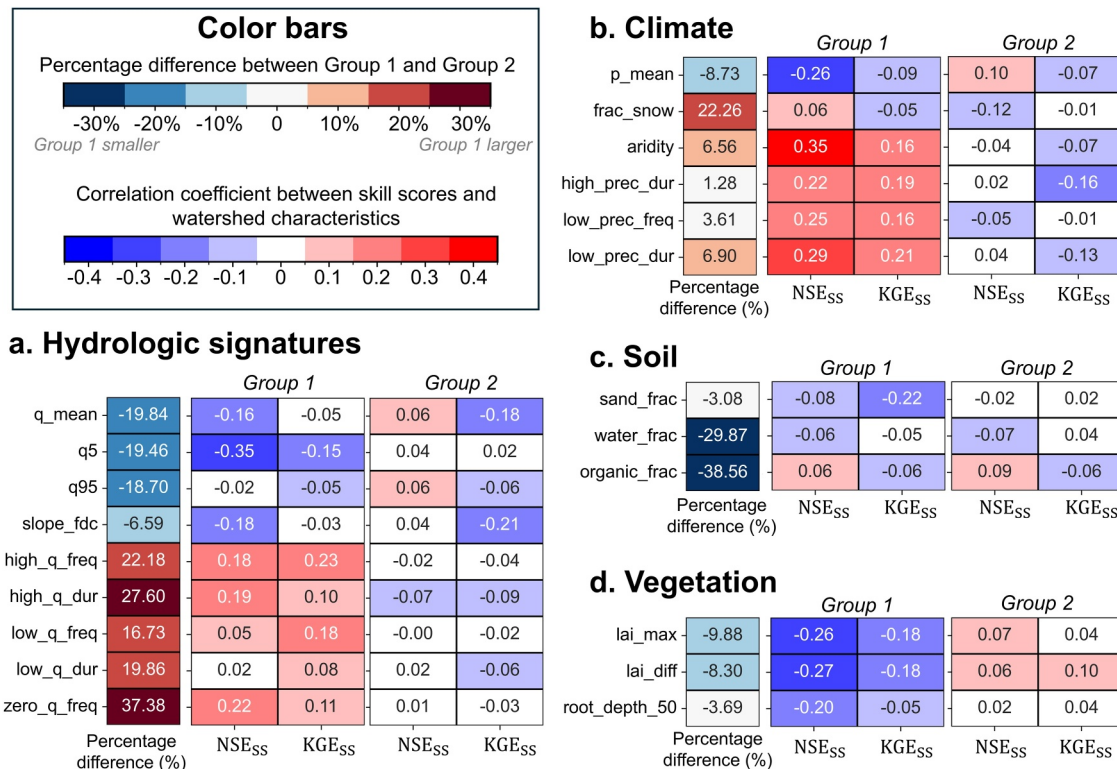 Color bars
Percentage difference between Group 1 and Group 2
-30% -20% -10% 0 10% 20% 30%
Group 1 smaller Group 1 larger
Correlation coefficient between skill scores and
watershed characteristics
-0.4 -0.3 -0.2 -0.1 0 0.1 0.2 0.3 0.4
a. Hydrologic signatures
Group 1 Group 2
q_mean -19.84 -0.16 -0.05 0.06 -0.18
q5 -19.46 -0.35 -0.15 0.04 0.02
q95 -18.70 -0.02 -0.05 0.06 -0.06
slope_fdc -6.59 -0.18 -0.03 0.04 -0.21
high_q_freq 22.18 0.18 0.23 -0.02 -0.04
high_q_dur 27.60 0.19 0.10 -0.07 -0.09
low_q_freq 16.73 0.05 0.18 -0.00 -0.02
low_q_dur 19.86 0.02 0.08 0.02 -0.06
zero_q_freq 37.38 0.22 0.11 0.01 -0.03
Percentage
difference (%)
NSE_SS KGE_SS NSE_SS KGE_SS
b. Climate
Group 1 Group 2
p_mean -8.73 -0.26 -0.09 0.10 -0.07
frac_snow 22.26 0.06 -0.05 -0.12 -0.01
aridity 6.56 0.35 0.16 -0.04 -0.07
high_prec_dur 1.28 0.22 0.19 0.02 -0.16
low_prec_freq 3.61 0.25 0.16 -0.05 -0.01
low_prec_dur 6.90 0.29 0.21 0.04 -0.13
Percentage
difference (%)
NSE_SS KGE_SS NSE_SS KGE_SS
c. Soil
Group 1 Group 2
sand_frac -3.08 -0.08 -0.22 -0.02 0.02
water_frac -29.87 -0.06 -0.05 -0.07 0.04
organic_frac -38.56 0.06 -0.06 0.09 -0.06
Percentage
difference (%)
NSE_SS KGE_SS NSE_SS KGE_SS
d. Vegetation
Group 1 Group 2
lai_max -9.88 -0.26 -0.18 0.07 0.04
lai_diff -8.30 -0.27 -0.18 0.06 0.10
root_depth_50 -3.69 -0.20 -0.05 0.02 0.04
Percentage
difference (%)
NSE_SS KGE_SS NSE_SS KGE_SS